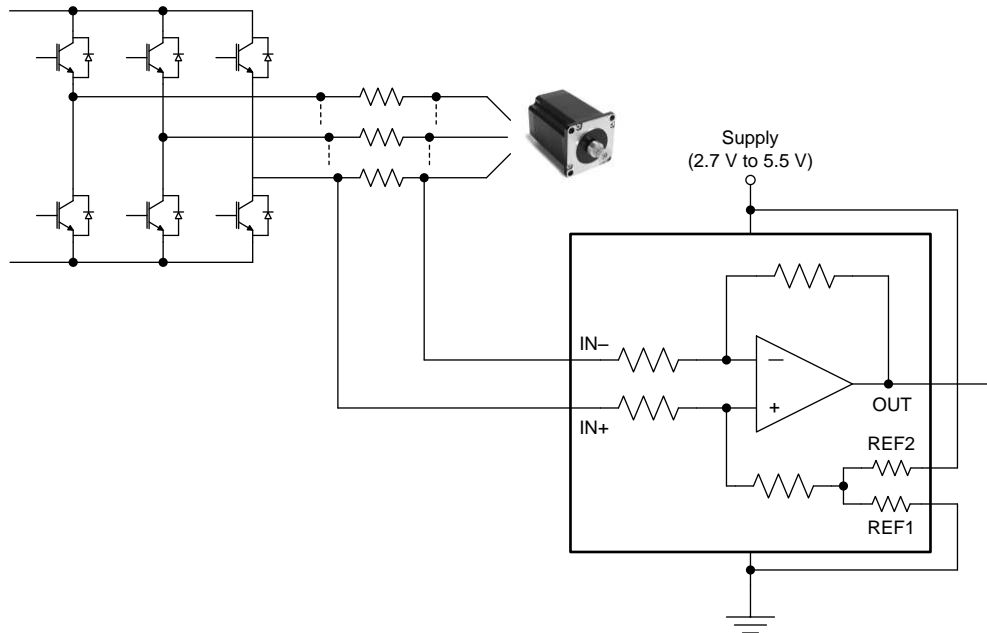 Supply
(2.7 V to 5.5 V)
IN–
IN+
–
+
OUT
REF2
REF1